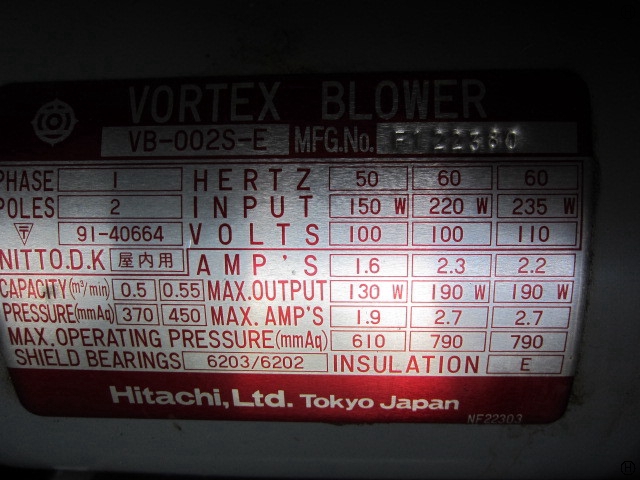 VORTEX BLOWER
VB-002S-E MFG.No.
PHASE 1 HERTZ 50 60 60
POLES 2 INPUT 150 W 220 W 235 W
〒 91-40664 VOLTS 100 100 110
NITTO.D.K 屋内用 AMP'S 1.6 2.3 2.2
CAPACITY(m³/min) 0.5 0.55 MAX.OUTPUT 130 W 190 W 190 W
PRESSURE(mmAq) 370 450 MAX. AMP'S 1.9 2.7 2.7
MAX. OPERATING PRESSURE(mmAq) 610 790 790
SHIELD BEARINGS 6203/6202 INSULATION E
Hitachi, Ltd. Tokyo Japan
NE22303